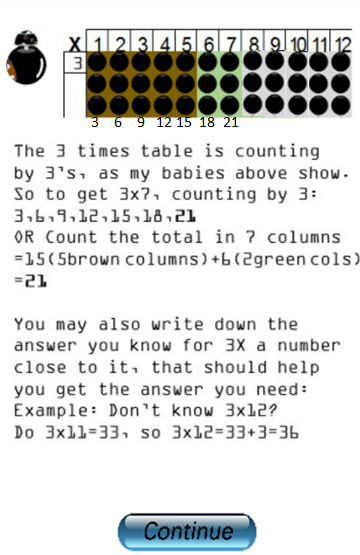 X 1 2 3 4 5 6 7 8 9 10 11 12
3
3 6 9 12 15 18 21
The 3 times table is counting
by 3's, as my babies above show.
So to get 3x7, counting by 3:
3,6,9,12,15,18,21
OR Count the total in 7 columns
=15(5brown columns)+6(2green cols)
=21
You may also write down the
answer you know for 3X a number
close to it, that should help
you get the answer you need:
Example: Don't know 3x12?
Do 3x11=33, so 3x12=33+3=36
Continue